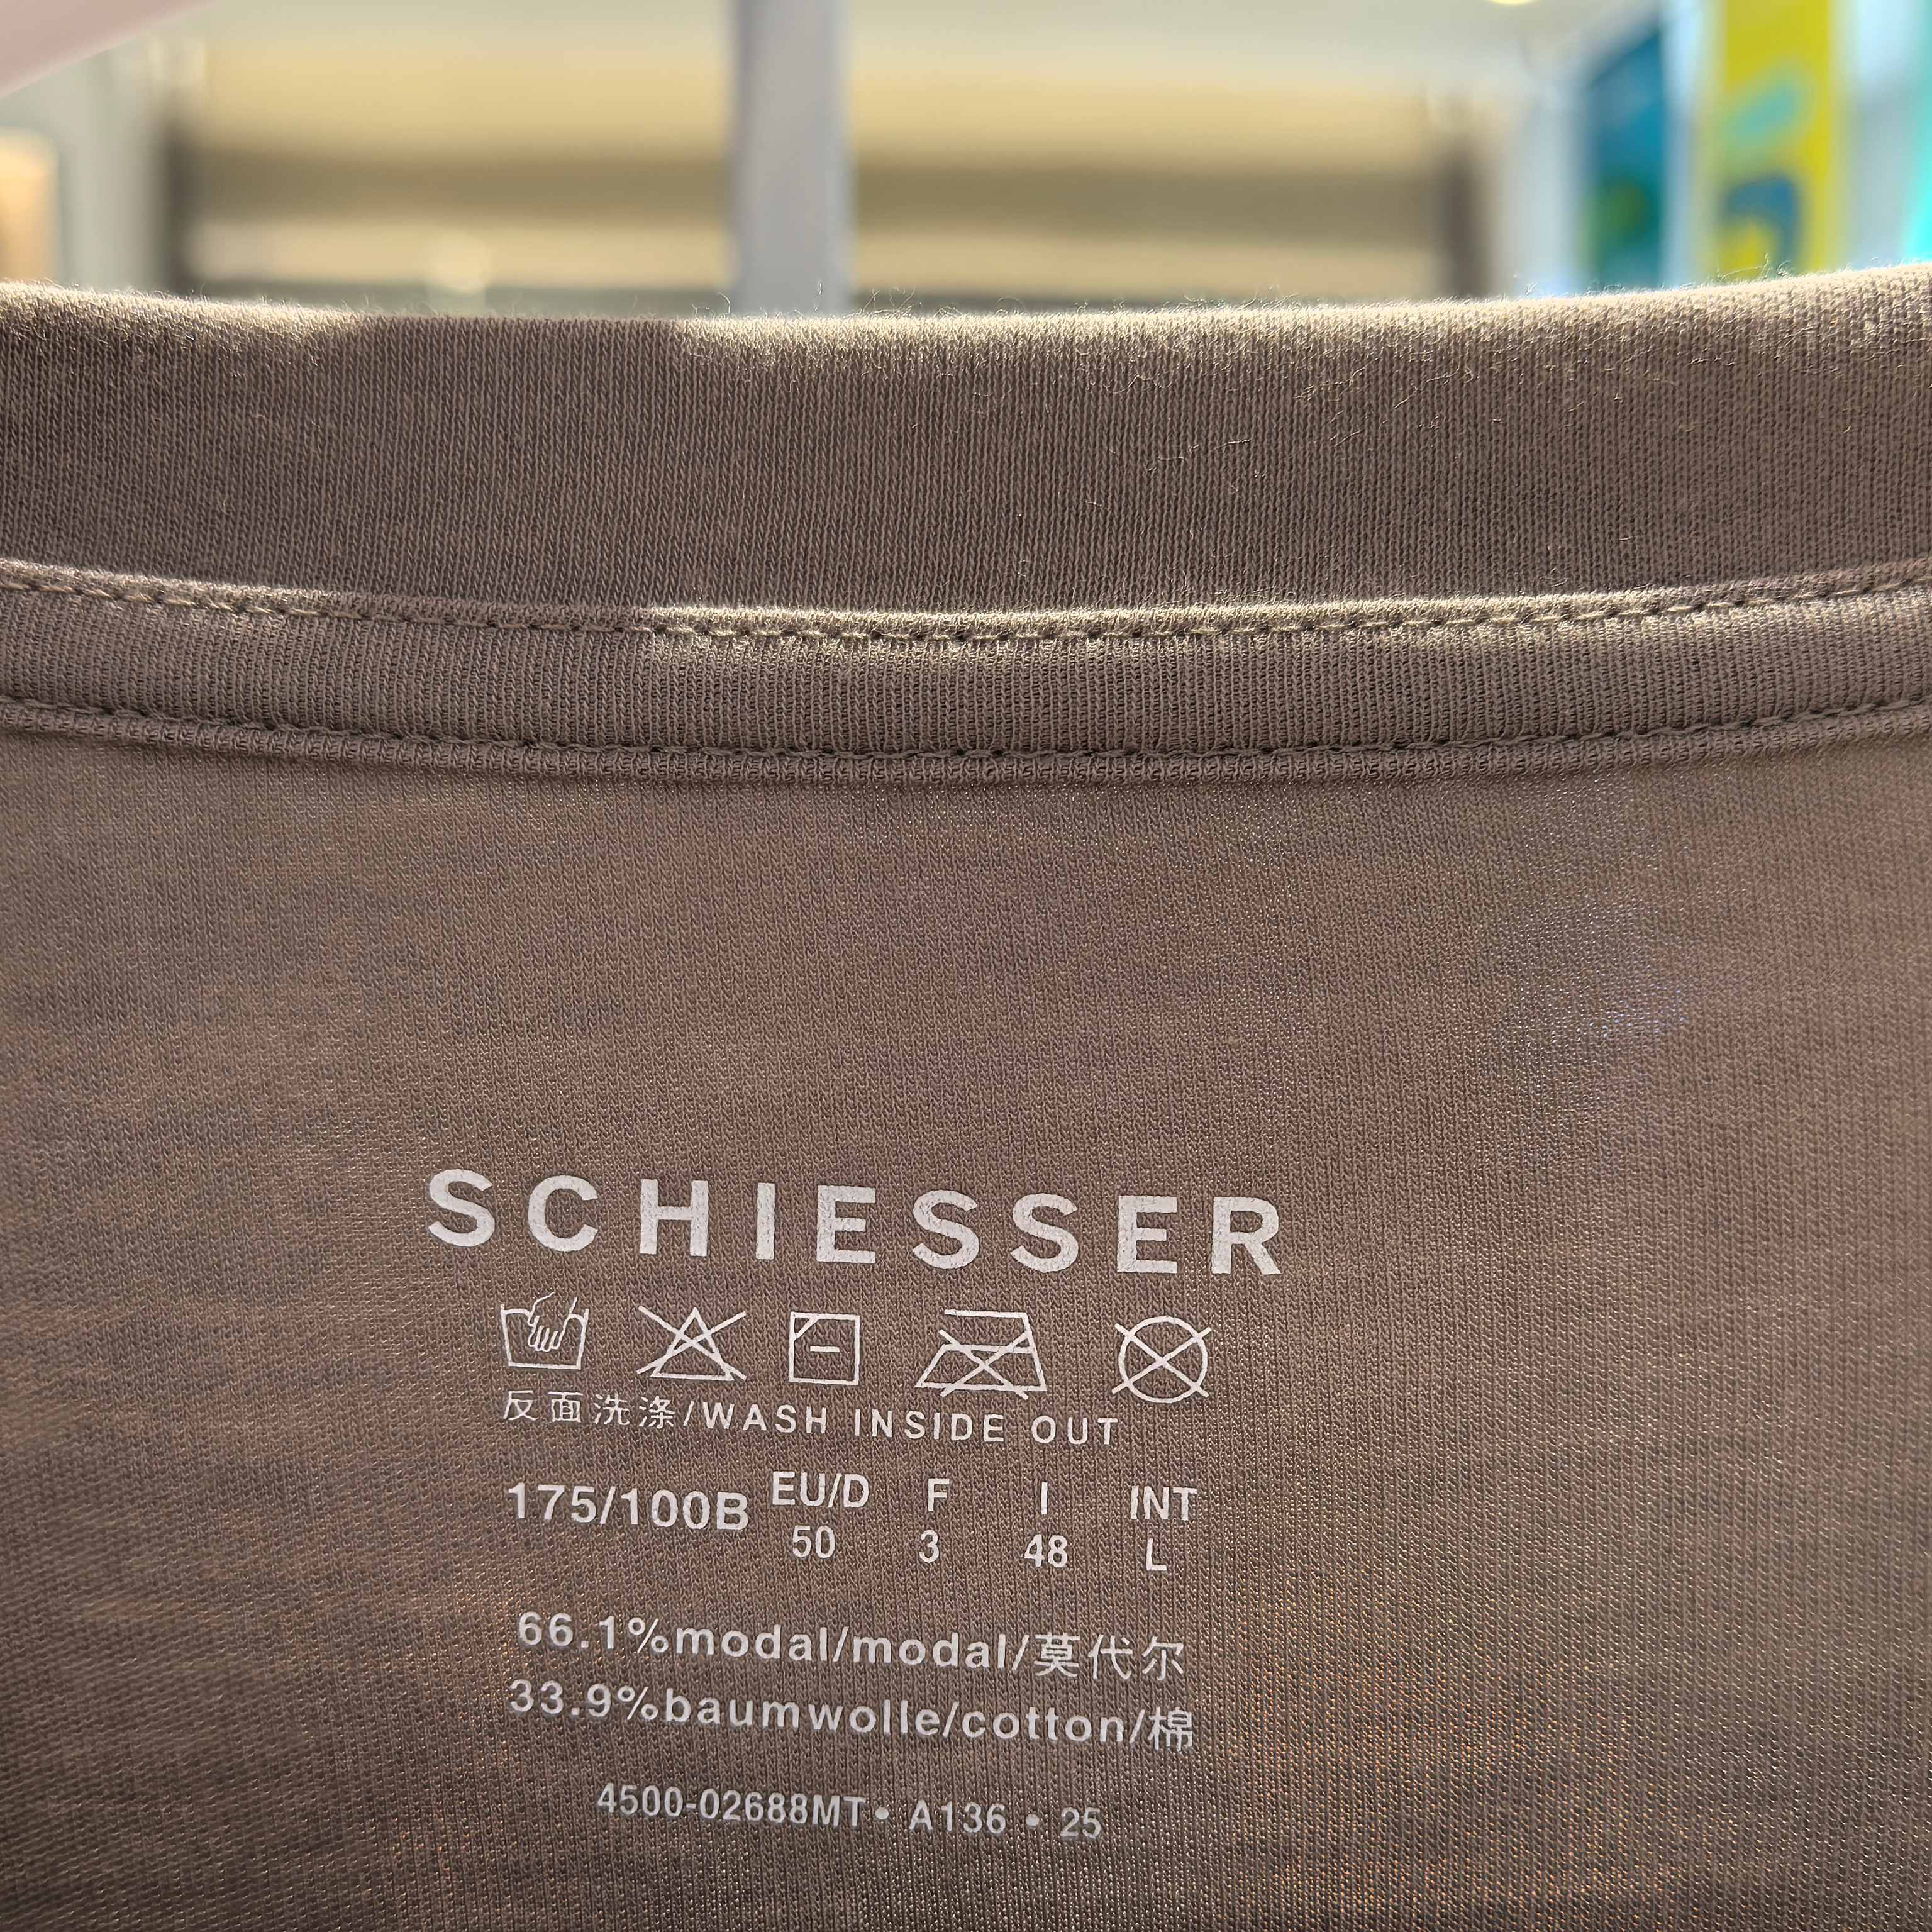 SCHIESSER
反面洗涤/WASH INSIDE OUT
175/100B EU/D F I INT
50 3 48 L
66.1%modal/modal/莫代尔
33.9%baumwolle/cotton/棉
4500-02688MT • A136 • 25